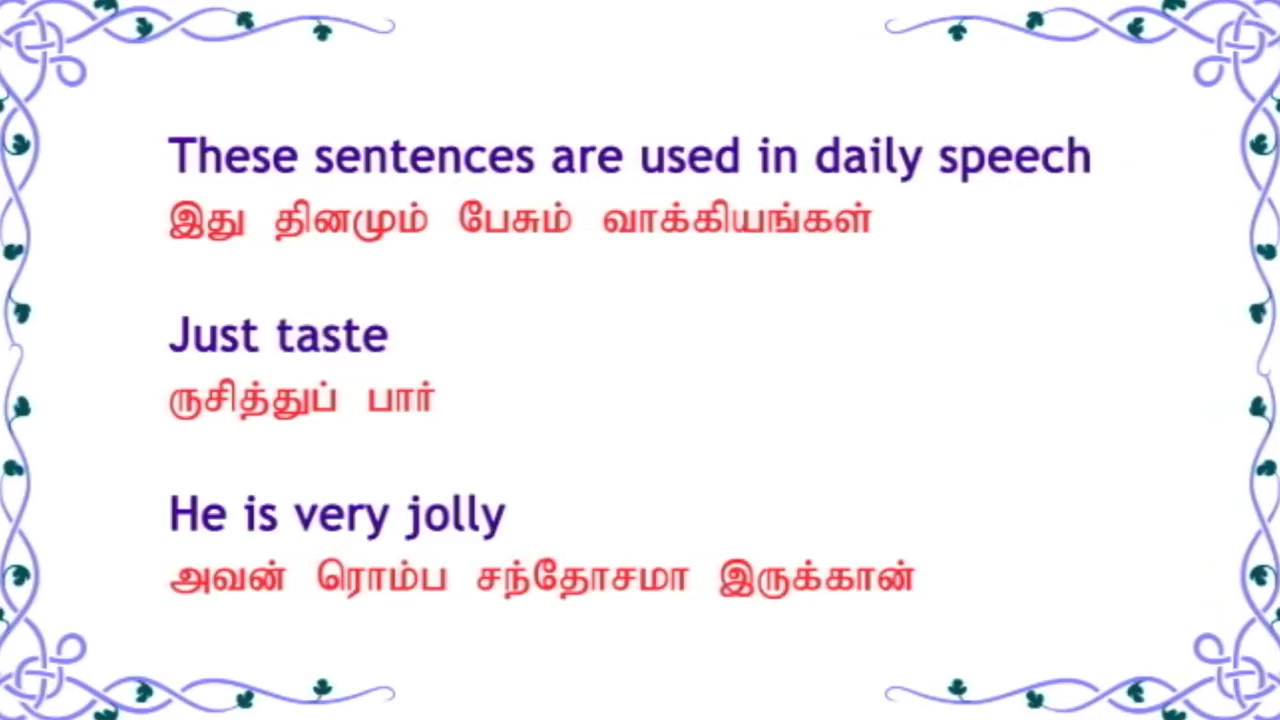 These sentences are used in daily speech
இது தினமும் பேசும் வாக்கியங்கள்
Just taste
ருசித்துப் பார்
He is very jolly
அவன் ரொம்ப சந்தோசமா இருக்கான்